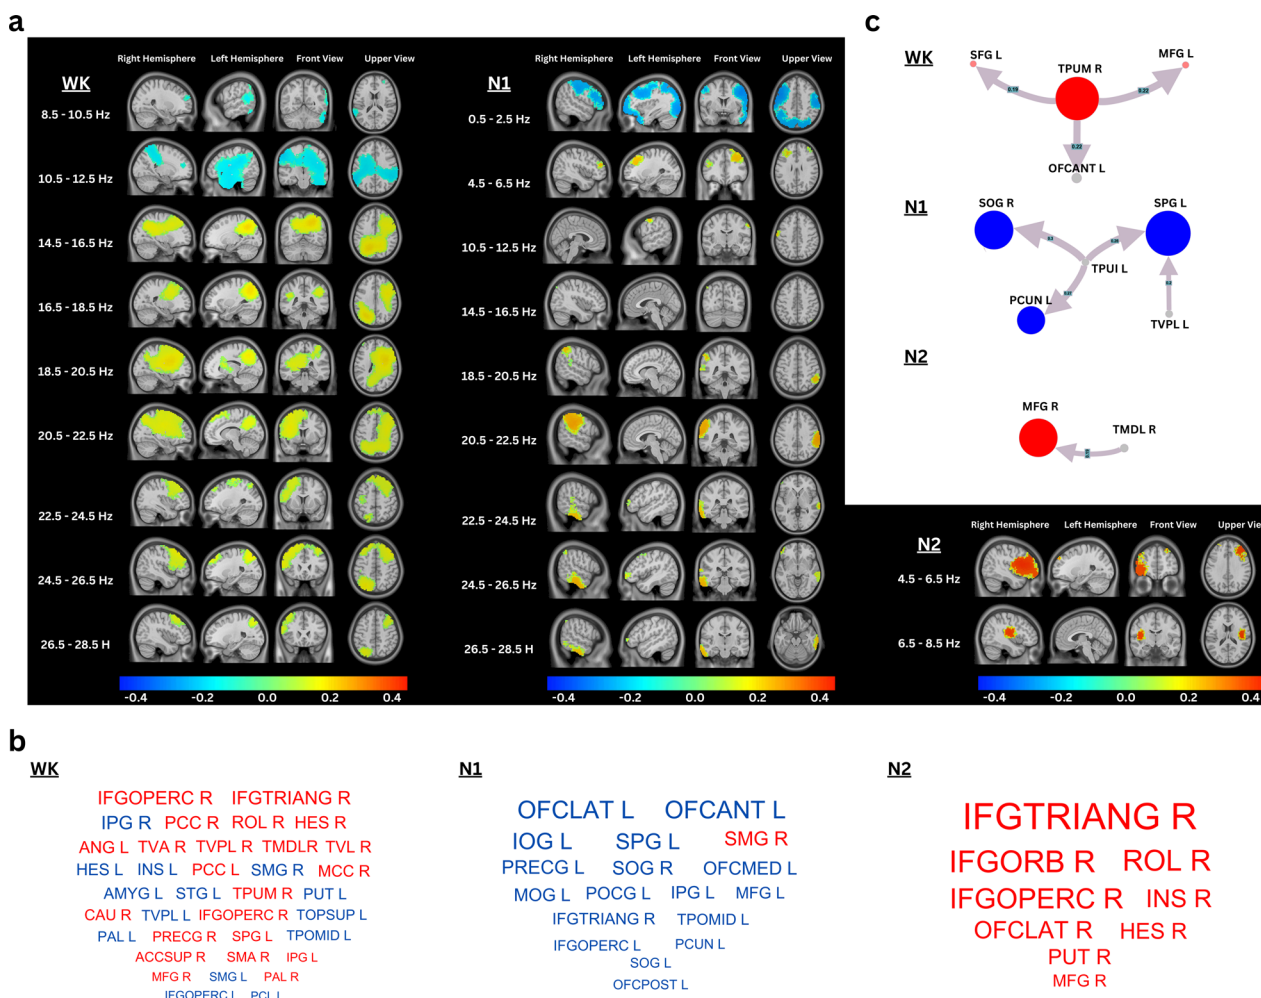 a
Right Hemisphere Left Hemisphere Front View Upper View
WK
8.5 - 10.5 Hz
10.5 - 12.5 Hz
14.5 - 16.5 Hz
16.5 - 18.5 Hz
18.5 - 20.5 Hz
20.5 - 22.5 Hz
22.5 - 24.5 Hz
24.5 - 26.5 Hz
26.5 - 28.5 H
-0.4 -0.2 0.0 0.2 0.4
Right Hemisphere Left Hemisphere Front View Upper View
N1
0.5 - 2.5 Hz
4.5 - 6.5 Hz
10.5 - 12.5 Hz
14.5 - 16.5 Hz
18.5 - 20.5 Hz
20.5 - 22.5 Hz
22.5 - 24.5 Hz
24.5 - 26.5 Hz
26.5 - 28.5 Hz
-0.4 -0.2 0.0 0.2 0.4
c
WK
SFG L
TPUM R
MFG L
0.19
0.22
0.22
OFCANT L
N1
SOG R
SPG L
TPUI L
PCUN L
TVPL L
N2
MFG R
TMDL R
Right Hemisphere Left Hemisphere Front View Upper Vie
N2
4.5 - 6.5 Hz
6.5 - 8.5 Hz
-0.4 -0.2 0.0 0.2 0.4
b
WK
IFGOPERC R IFGTRIANG R
IPG R PCC R ROL R HES R
ANG L TVA R TVPL R TMDLR TVL R
HES L INS L PCC L SMG R MCC R
AMYG L STG L TPUM R PUT L
CAU R TVPL L IFGOPERC R TOPSUP L
PAL L PRECG R SPG L TPOMID L
ACCSUP R SMA R IPG L
MFG R SMG L PAL R
IFGOPERC L PCL L
N1
OFCLAT L OFCANT L
IOG L SPG L SMG R
PRECG L SOG R OFCMED L
MOG L POCG L IPG L MFG L
IFGTRIANG R TPOMID L
IFGOPERC L PCUN L
SOG L
OFCPOST L
N2
IFGTRIANG R
IFGORB R ROL R
IFGOPERC R INS R
OFCLAT R HES R
PUT R
MFG R